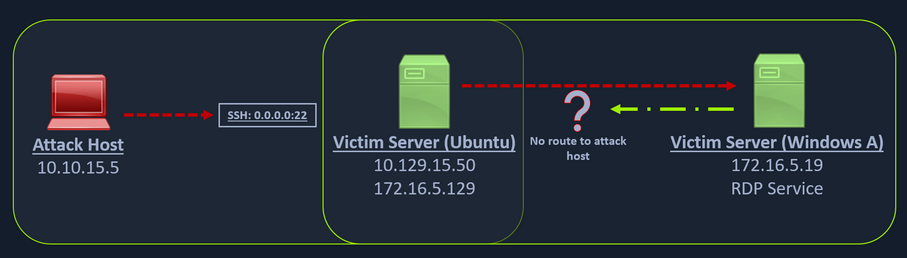 SSH: 0.0.0.0:22
Attack Host
10.10.15.5
Victim Server (Ubuntu)
10.129.15.50
172.16.5.129
?
No route to attack
host
Victim Server (Windows A)
172.16.5.19
RDP Service